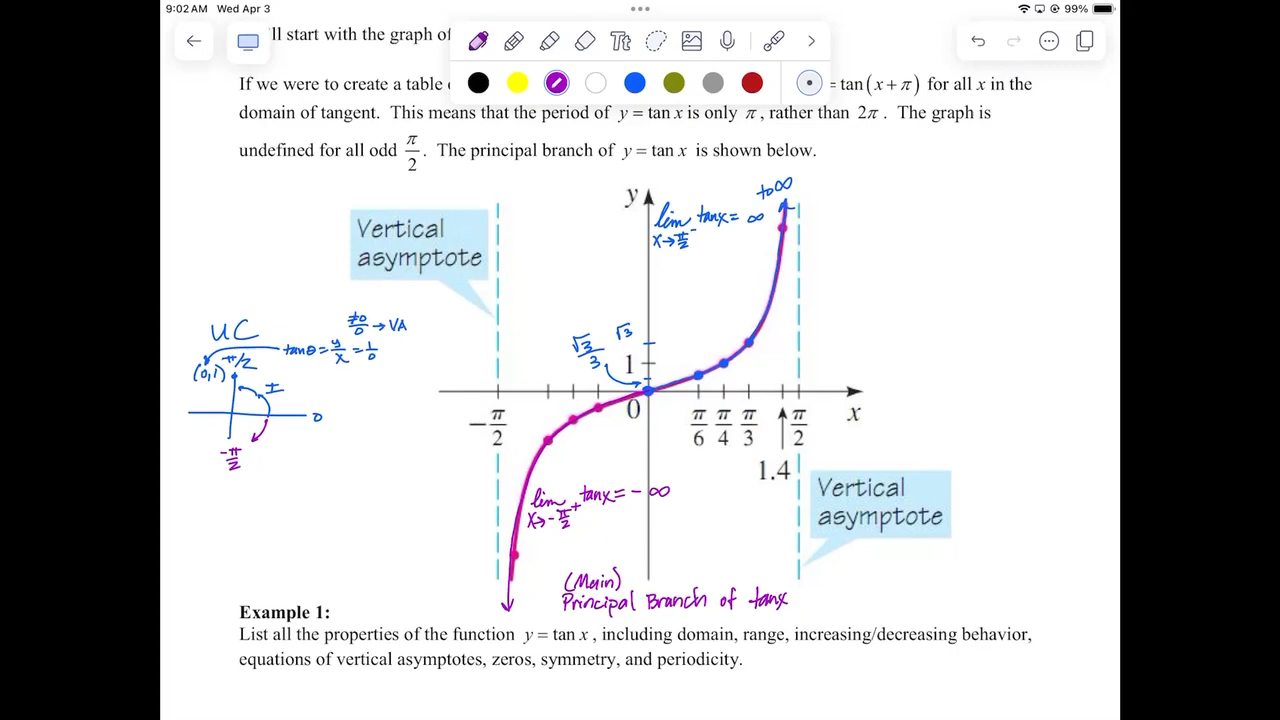 9:02 AM Wed Apr 3
99%
ll start with the graph of
Tt
If we were to create a table = tan(x + π) for all x in the
domain of tangent. This means that the period of y = tan x is only π, rather than 2π. The graph is
undefined for all odd π/2. The principal branch of y = tan x is shown below.
y
to ∞
lim x→π/2⁻ tanx = ∞
Vertical
asymptote
≠0/0 → VA
UC
tanθ = y/x = 1/0
(0,1) π/2
I
0
-π/2
√3/3
√3
1
0
-π/2
π/6 π/4 π/3 π/2
x
1.4
Vertical
asymptote
lim x→-π/2⁺ tanx = -∞
(Main)
Principal Branch of tanx
Example 1:
List all the properties of the function y = tan x, including domain, range, increasing/decreasing behavior,
equations of vertical asymptotes, zeros, symmetry, and periodicity.